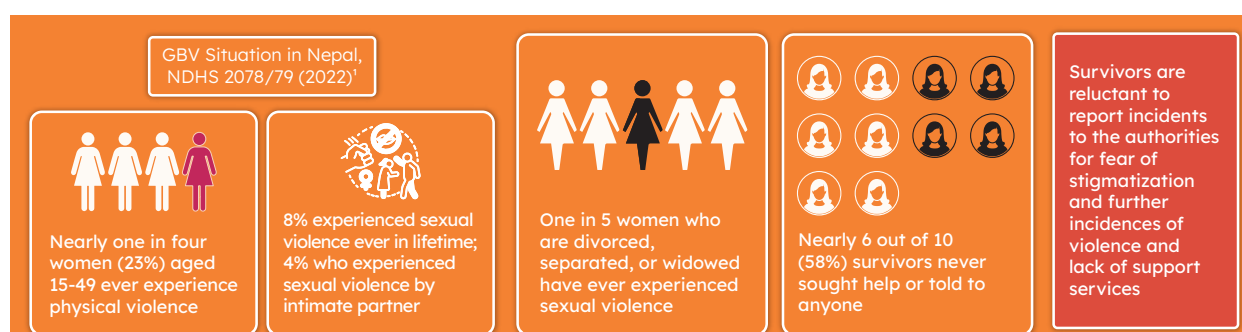 GBV Situation in Nepal,
NDHS 2078/79 (2022)¹
Nearly one in four
women (23%) aged
15-49 ever experience
physical violence
8% experienced sexual
violence ever in lifetime;
4% who experienced
sexual violence by
intimate partner
One in 5 women who
are divorced,
separated, or widowed
have ever experienced
sexual violence
Nearly 6 out of 10
(58%) survivors never
sought help or told to
anyone
Survivors are
reluctant to
report incidents
to the authorities
for fear of
stigmatization
and further
incidences of
violence and
lack of support
services